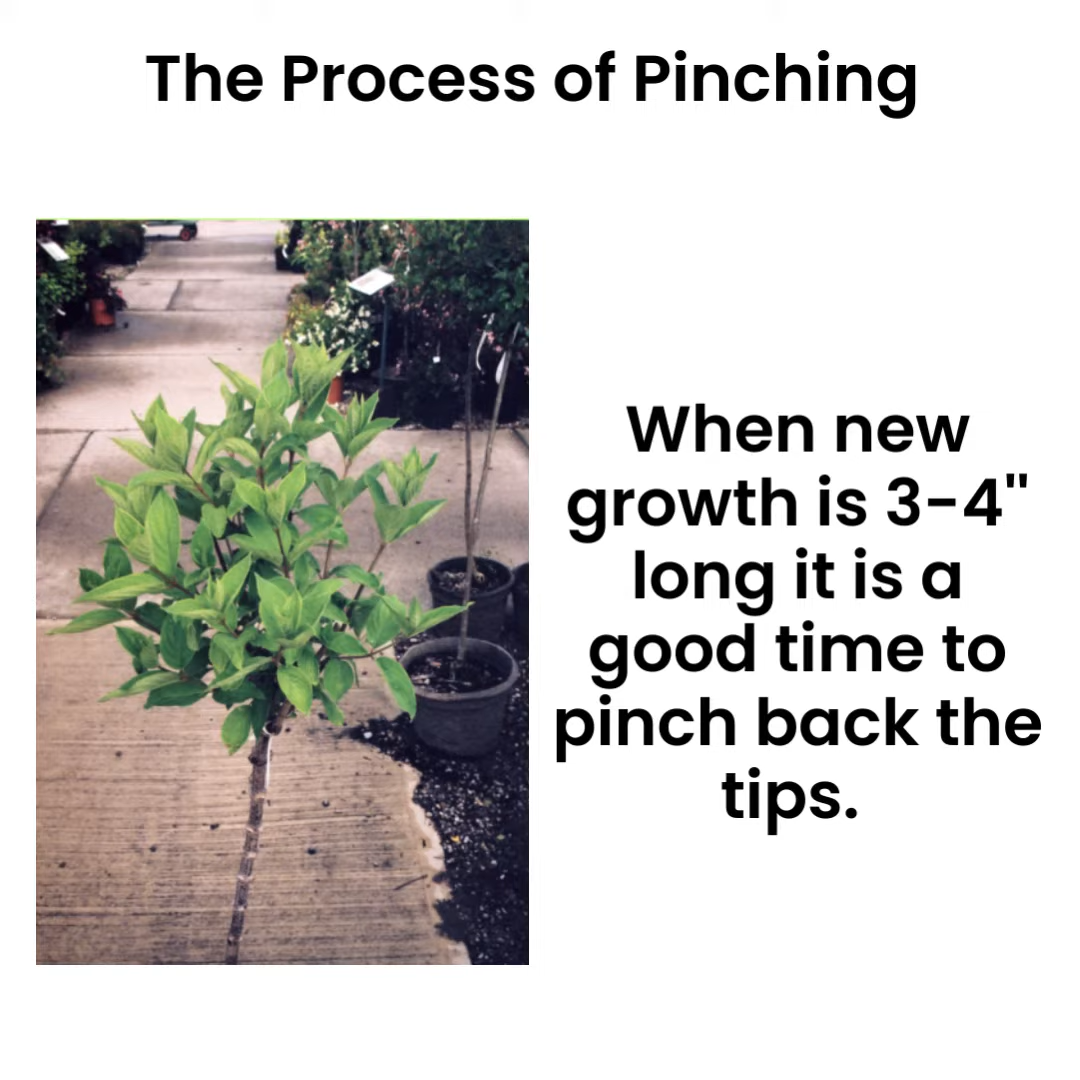 The Process of Pinching
When new
growth is 3-4"
long it is a
good time to
pinch back the
tips.